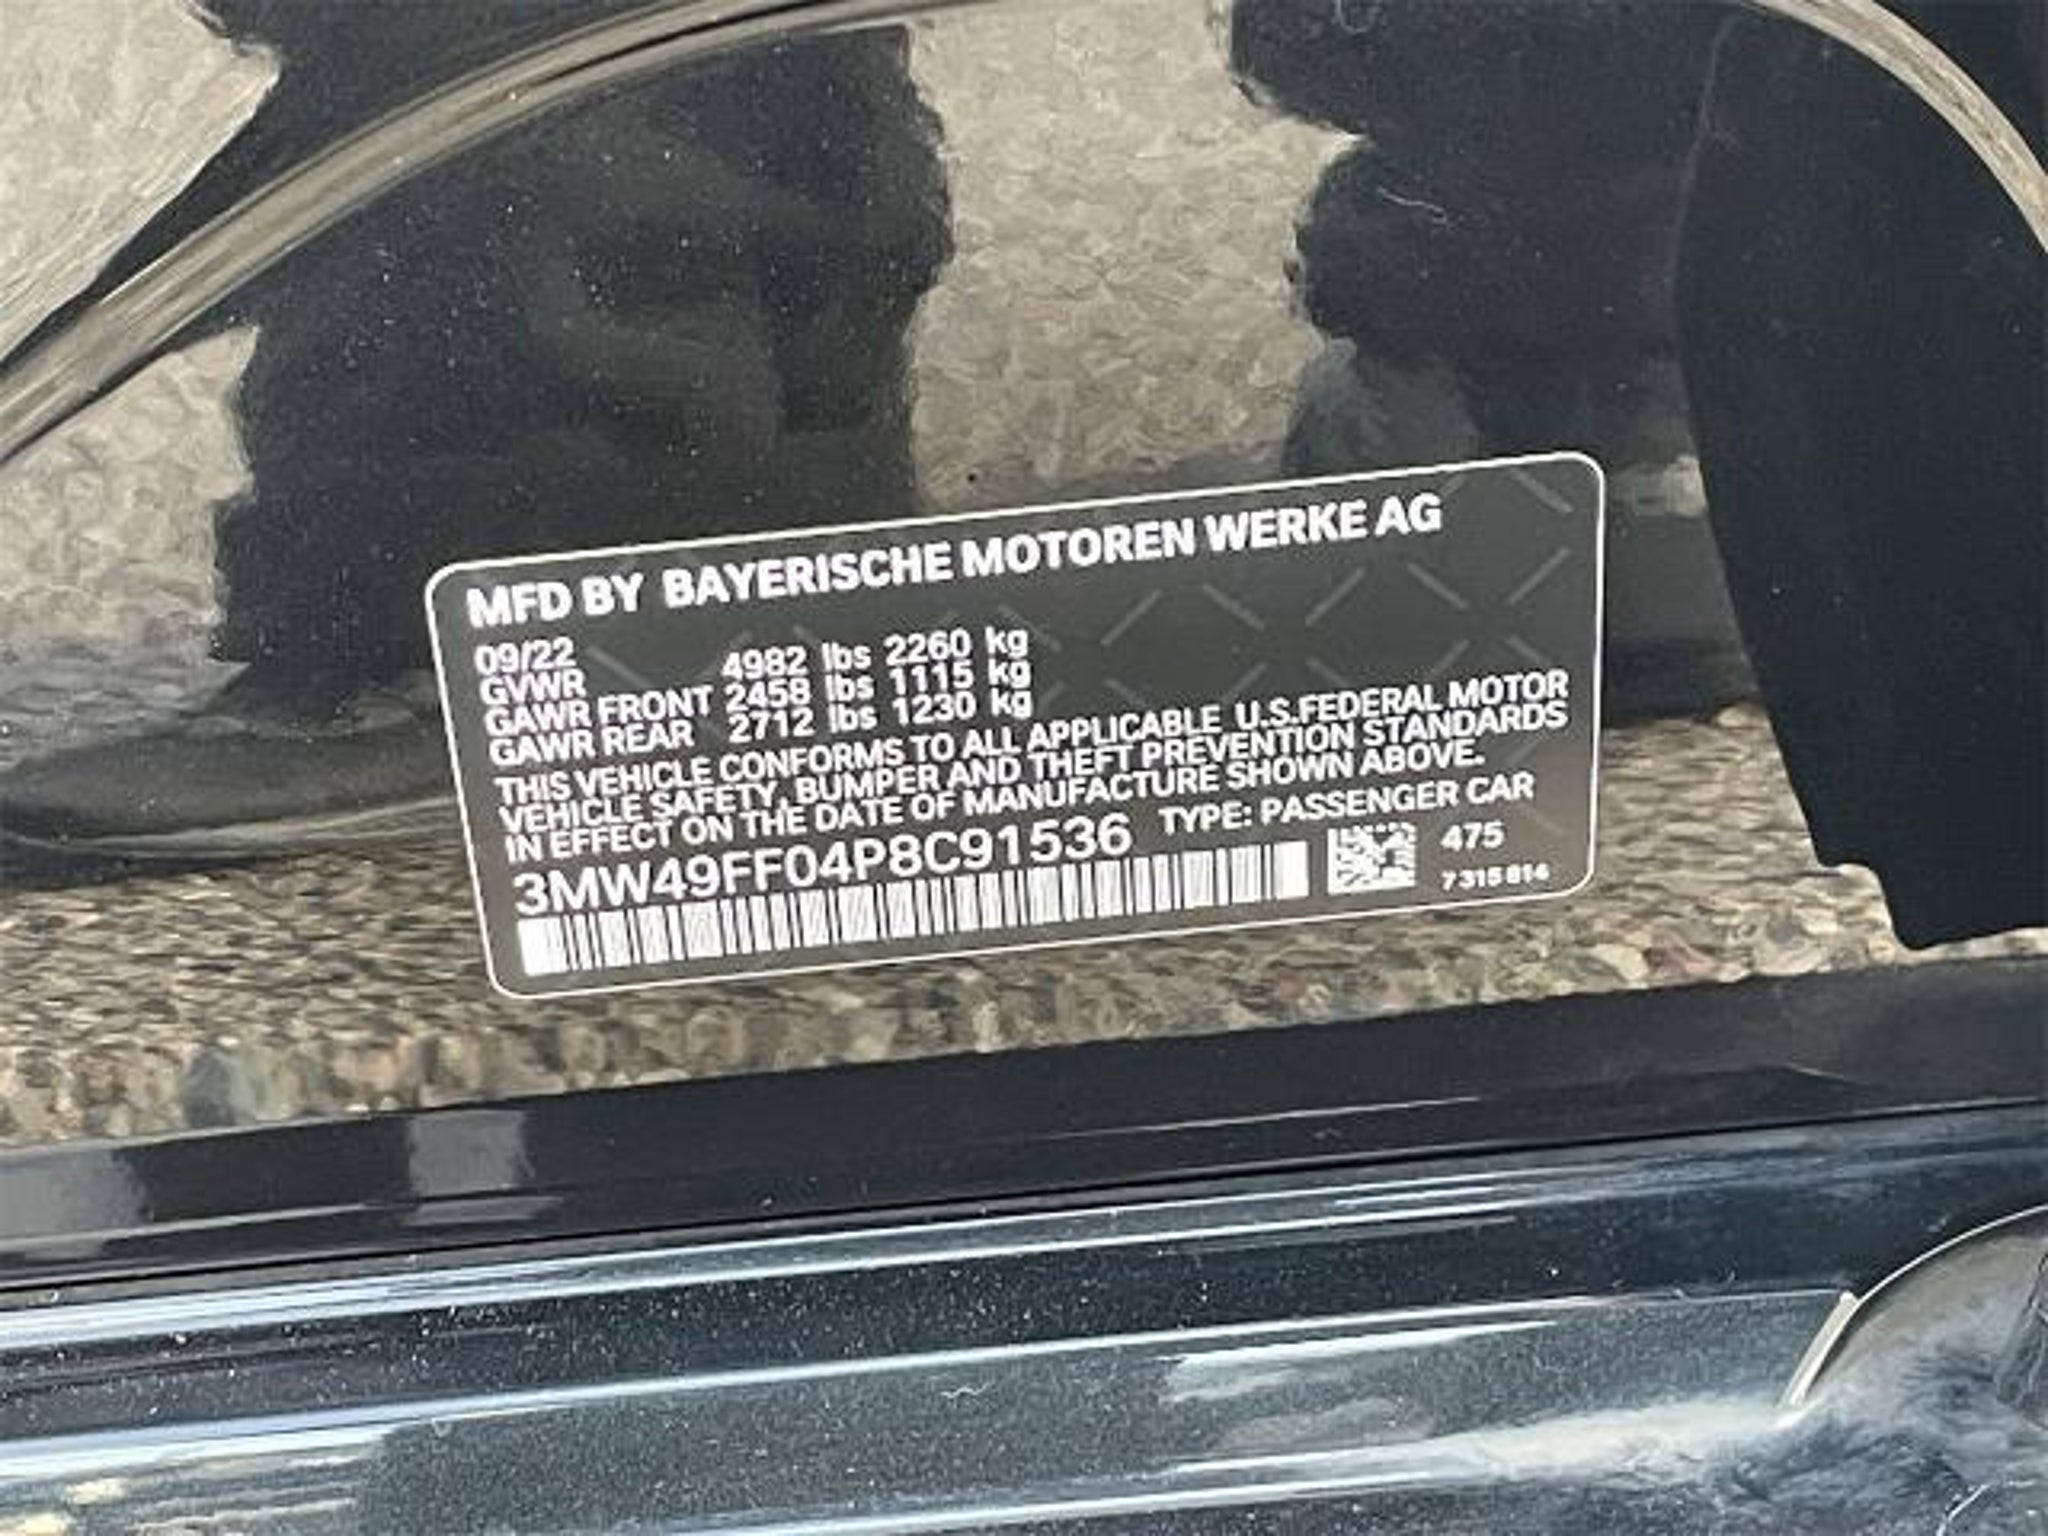 MFD BY BAYERISCHE MOTOREN WERKE AG
09/22
GVWR 4982 lbs 2260 kg
GAWR FRONT 2458 lbs 1115 kg
GAWR REAR 2712 lbs 1230 kg
THIS VEHICLE CONFORMS TO ALL APPLICABLE U.S.FEDERAL MOTOR
VEHICLE SAFETY, BUMPER AND THEFT PREVENTION STANDARDS
IN EFFECT ON THE DATE OF MANUFACTURE SHOWN ABOVE.
3MW49FF04P8C91536 TYPE: PASSENGER CAR
475
7 315 814